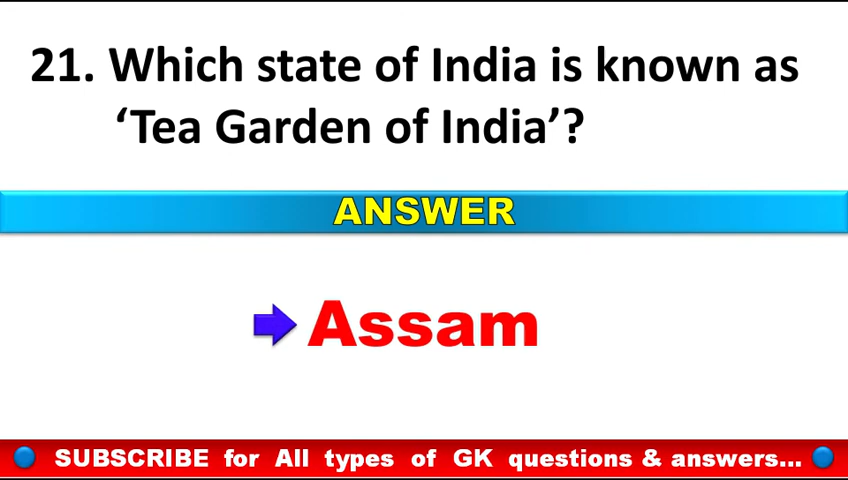 21. Which state of India is known as
‘Tea Garden of India’?
ANSWER
Assam
SUBSCRIBE for All types of GK questions & answers...